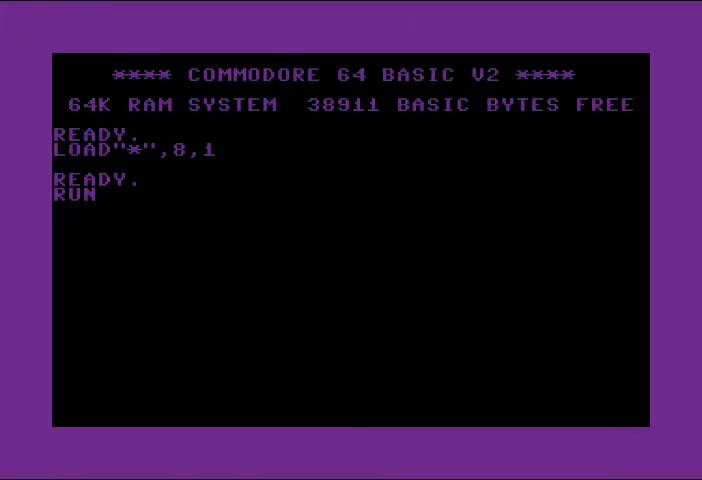 **** COMMODORE 64 BASIC V2 ****
64K RAM SYSTEM  38911 BASIC BYTES FREE
READY.
LOAD"*",8,1
READY.
RUN